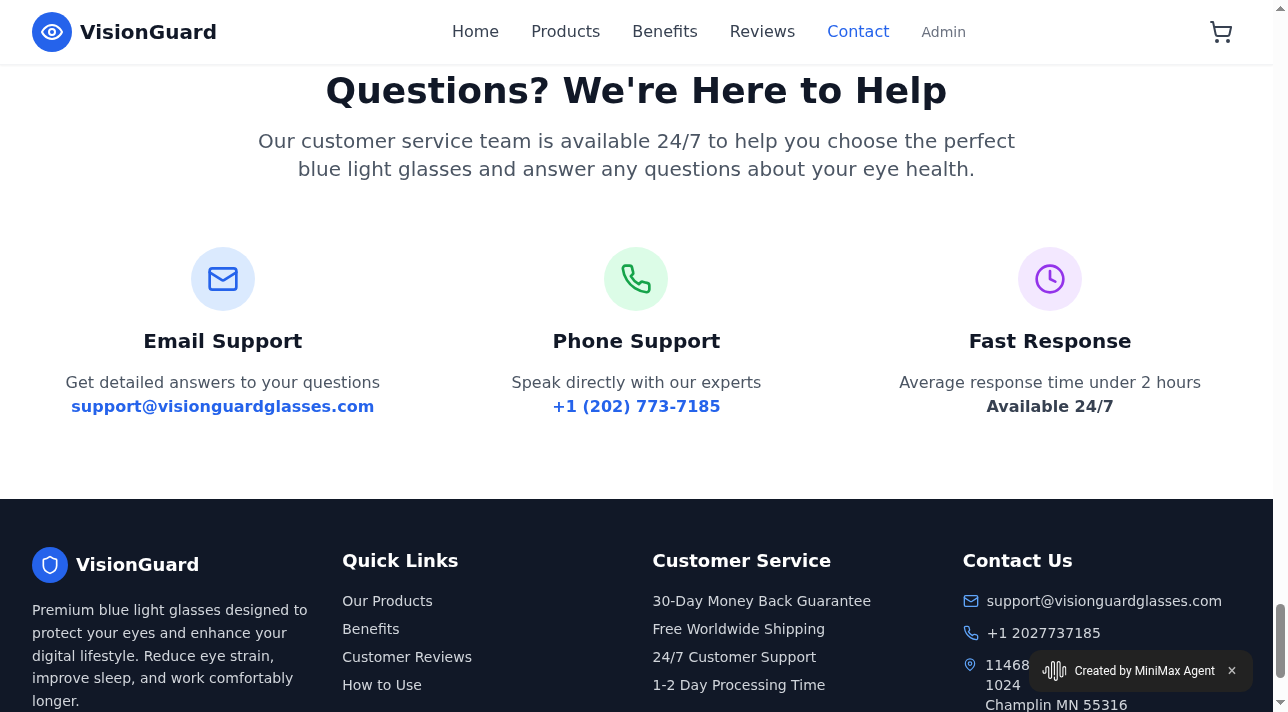 VisionGuard
Home
Products
Benefits
Reviews
Contact
Admin
Questions? We're Here to Help
Our customer service team is available 24/7 to help you choose the perfect
blue light glasses and answer any questions about your eye health.
Email Support
Get detailed answers to your questions
support@visionguardglasses.com
Phone Support
Speak directly with our experts
+1 (202) 773-7185
Fast Response
Average response time under 2 hours
Available 24/7
VisionGuard
Premium blue light glasses designed to
protect your eyes and enhance your
digital lifestyle. Reduce eye strain,
improve sleep, and work comfortably
longer.
Quick Links
Our Products
Benefits
Customer Reviews
How to Use
Customer Service
30-Day Money Back Guarantee
Free Worldwide Shipping
24/7 Customer Support
1-2 Day Processing Time
Contact Us
support@visionguardglasses.com
+1 2027737185
11468
1024
Champlin MN 55316
Created by MiniMax Agent